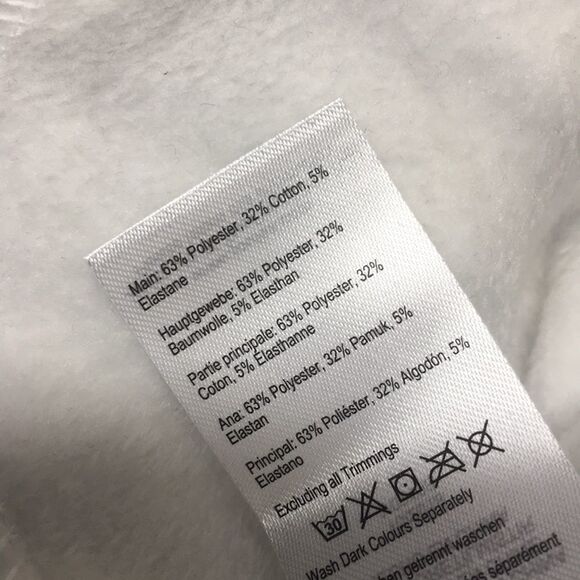 Main: 63% Polyester, 32% Cotton, 5%
Elastane
Hauptgewebe: 63% Polyester, 32%
Baumwolle, 5% Elasthan
Partie principale: 63% Polyester, 32%
Coton, 5% Elasthanne
Ana: 63% Polyester, 32% Pamuk, 5%
Elastan
Principal: 63% Poliéster, 32% Algodón, 5%
Elastano
Excluding all Trimmings
30
Wash Dark Colours Separately
getrennt waschen
séparément